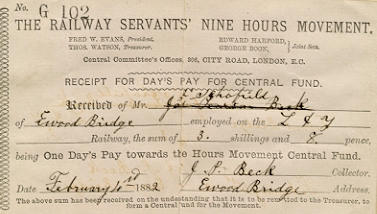 No. G 102
THE RAILWAY SERVANTS' NINE HOURS MOVEMENT.
FRED W. EVANS, President. EDWARD HARFORD,
THOS. WATSON, Treasurer. GEORGE BOON, Joint Secs.
Central Committee's Offices. 306, CITY ROAD, LONDON, E.C.
RECEIPT FOR DAY'S PAY FOR CENTRAL FUND.
Schofield
Received of Mr. Beck
of Ewood Bridge employed on the L & Y
Railway, the sum of 3. shillings and 8, pence,
being One Day's Pay towards the Hours Movement Central Fund.
J P. Beck Collector.
Date February 1882 Ewood Bridge Address.
The above sum has been received on the understanding that it is to be remitted to the Treasurer, to
form a Central Fund for the Movement.